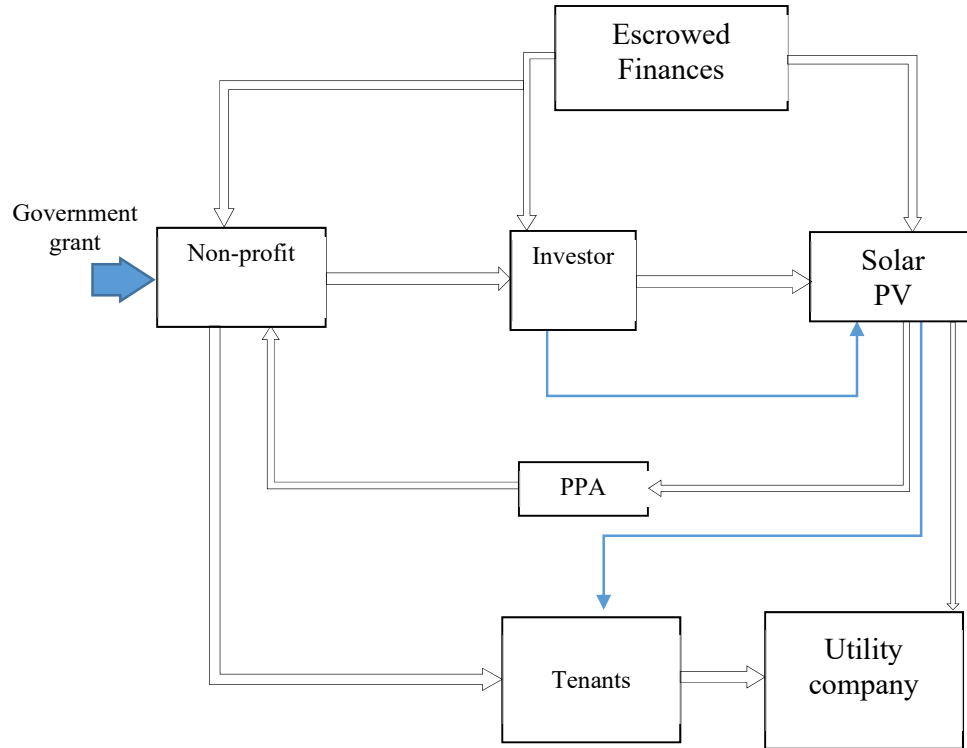 Escrowed
Finances
Government
grant
Non-profit
Investor
Solar
PV
PPA
Tenants
Utility
company